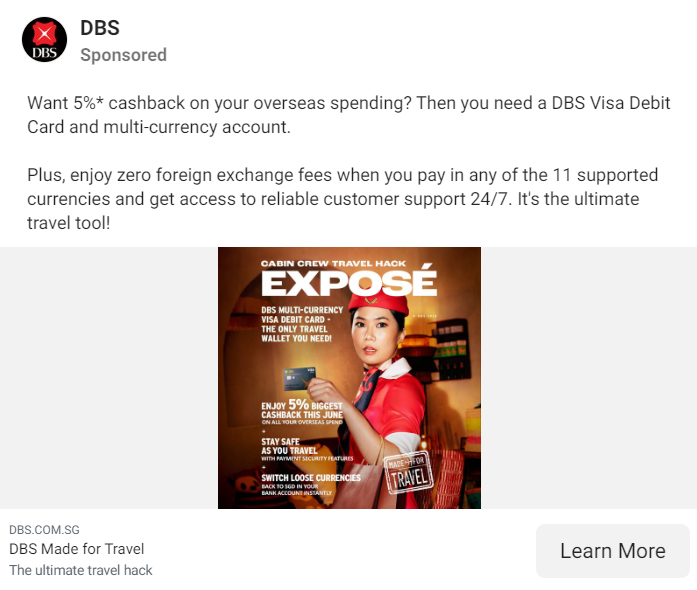 DBS
DBS
Sponsored
Want 5%* cashback on your overseas spending? Then you need a DBS Visa Debit
Card and multi-currency account.
Plus, enjoy zero foreign exchange fees when you pay in any of the 11 supported
currencies and get access to reliable customer support 24/7. It's the ultimate
travel tool!
CABIN CREW TRAVEL HACK
EXPOSÉ
DBS MULTI-CURRENCY
VISA DEBIT CARD -
THE ONLY TRAVEL
WALLET YOU NEED!
ENJOY 5% BIGGEST
CASHBACK THIS JUNE
ON ALL YOUR OVERSEAS SPEND
+
STAY SAFE
AS YOU TRAVEL
WITH PAYMENT SECURITY FEATURES
+
SWITCH LOOSE CURRENCIES
BACK TO SGD IN YOUR
BANK ACCOUNT INSTANTLY
MADE FOR
TRAVEL
DBS.COM.SG
DBS Made for Travel
The ultimate travel hack
Learn More